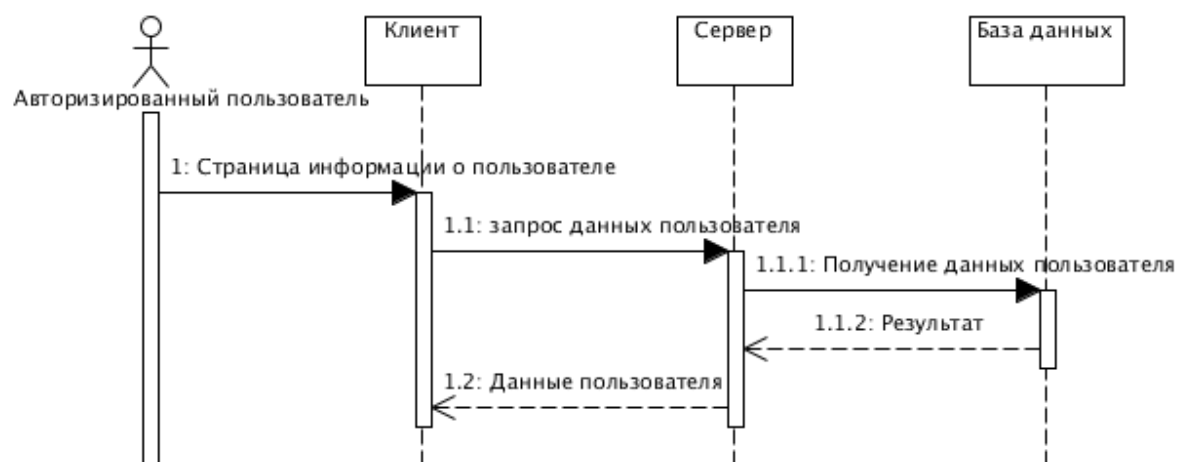 Клиент
Сервер
База данных
Авторизированный пользователь
1: Страница информации о пользователе
1.1: запрос данных пользователя
1.1.1: Получение данных пользователя
1.1.2: Результат
1.2: Данные пользователя